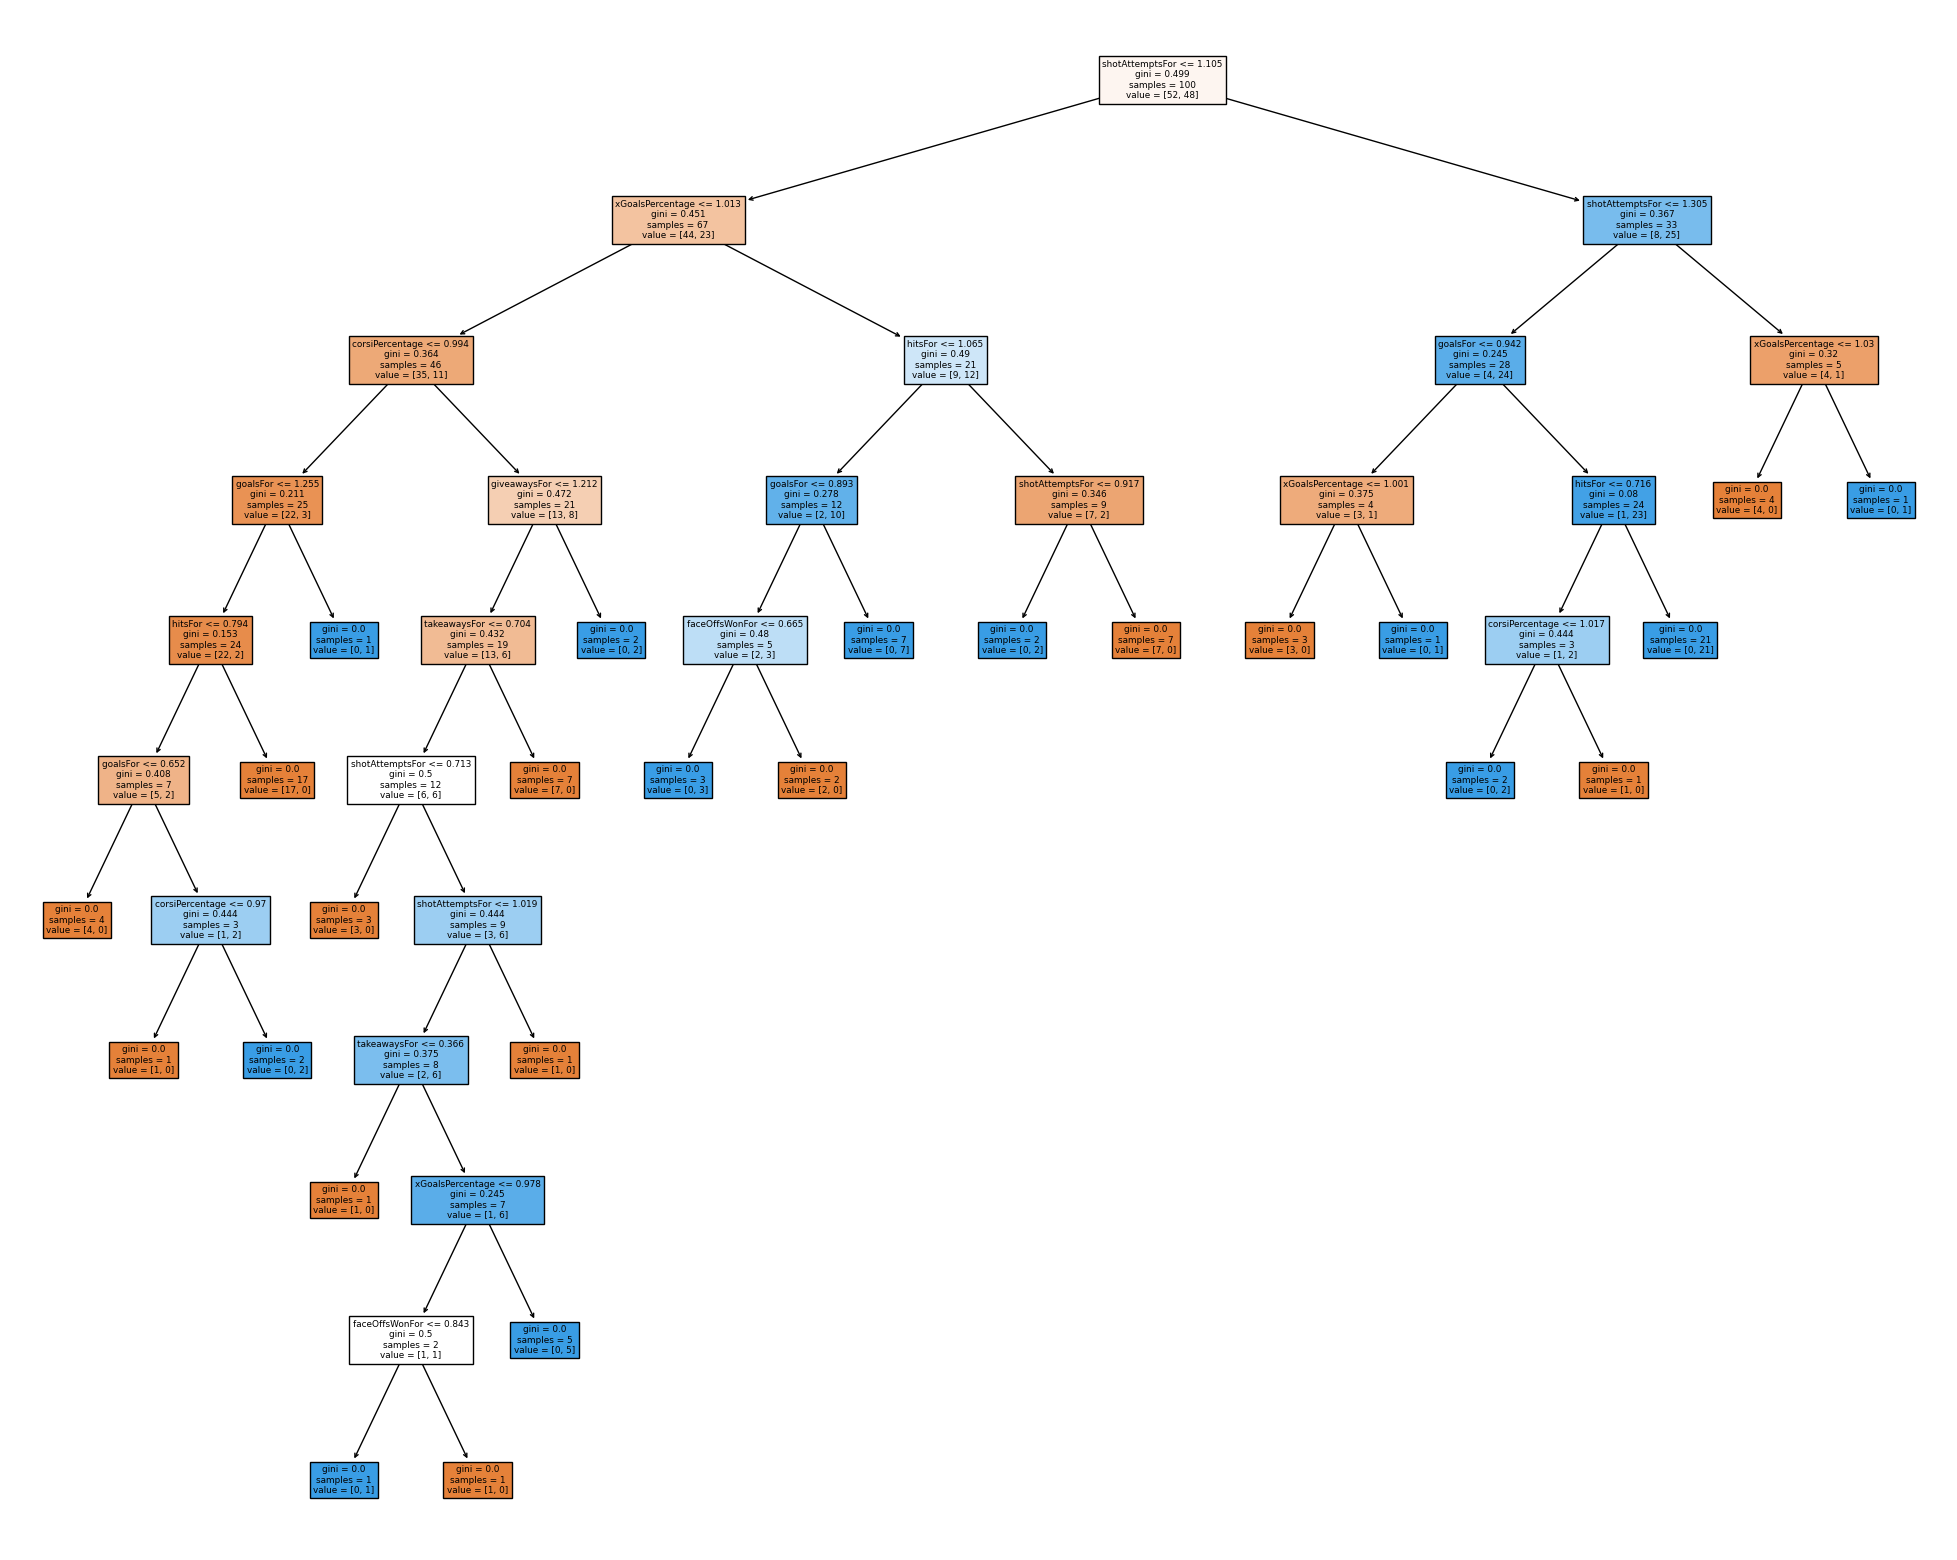 shotAttemptsFor <= 1.105
gini = 0.499
samples = 100
value = [52, 48]
xGoalsPercentage <= 1.013
gini = 0.451
samples = 67
value = [44, 23]
shotAttemptsFor <= 1.305
gini = 0.367
samples = 33
value = [8, 25]
corsiPercentage <= 0.994
gini = 0.364
samples = 46
value = [35, 11]
hitsFor <= 1.065
gini = 0.49
samples = 21
value = [9, 12]
goalsFor <= 0.942
gini = 0.245
samples = 28
value = [4, 24]
xGoalsPercentage <= 1.03
gini = 0.32
samples = 5
value = [4, 1]
goalsFor <= 1.255
gini = 0.211
samples = 25
value = [22, 3]
giveawaysFor <= 1.212
gini = 0.472
samples = 21
value = [13, 8]
goalsFor <= 0.893
gini = 0.278
samples = 12
value = [2, 10]
shotAttemptsFor <= 0.917
gini = 0.346
samples = 9
value = [7, 2]
xGoalsPercentage <= 1.001
gini = 0.375
samples = 4
value = [3, 1]
hitsFor <= 0.716
gini = 0.08
samples = 24
value = [1, 23]
gini = 0.0
samples = 4
value = [4, 0]
gini = 0.0
samples = 1
value = [0, 1]
hitsFor <= 0.794
gini = 0.153
samples = 24
value = [22, 2]
gini = 0.0
samples = 1
value = [0, 1]
takeawaysFor <= 0.704
gini = 0.432
samples = 19
value = [13, 6]
gini = 0.0
samples = 2
value = [0, 2]
faceOffsWonFor <= 0.665
gini = 0.48
samples = 5
value = [2, 3]
gini = 0.0
samples = 7
value = [0, 7]
gini = 0.0
samples = 2
value = [0, 2]
gini = 0.0
samples = 7
value = [7, 0]
gini = 0.0
samples = 3
value = [3, 0]
gini = 0.0
samples = 1
value = [0, 1]
corsiPercentage <= 1.017
gini = 0.444
samples = 3
value = [1, 2]
gini = 0.0
samples = 21
value = [0, 21]
goalsFor <= 0.652
gini = 0.408
samples = 7
value = [5, 2]
gini = 0.0
samples = 17
value = [17, 0]
shotAttemptsFor <= 0.713
gini = 0.5
samples = 12
value = [6, 6]
gini = 0.0
samples = 7
value = [7, 0]
gini = 0.0
samples = 3
value = [0, 3]
gini = 0.0
samples = 2
value = [2, 0]
gini = 0.0
samples = 2
value = [0, 2]
gini = 0.0
samples = 1
value = [1, 0]
gini = 0.0
samples = 4
value = [4, 0]
corsiPercentage <= 0.97
gini = 0.444
samples = 3
value = [1, 2]
gini = 0.0
samples = 3
value = [3, 0]
shotAttemptsFor <= 1.019
gini = 0.444
samples = 9
value = [3, 6]
gini = 0.0
samples = 1
value = [1, 0]
gini = 0.0
samples = 2
value = [0, 2]
takeawaysFor <= 0.366
gini = 0.375
samples = 8
value = [2, 6]
gini = 0.0
samples = 1
value = [1, 0]
gini = 0.0
samples = 1
value = [1, 0]
xGoalsPercentage <= 0.978
gini = 0.245
samples = 7
value = [1, 6]
faceOffsWonFor <= 0.843
gini = 0.5
samples = 2
value = [1, 1]
gini = 0.0
samples = 5
value = [0, 5]
gini = 0.0
samples = 1
value = [0, 1]
gini = 0.0
samples = 1
value = [1, 0]